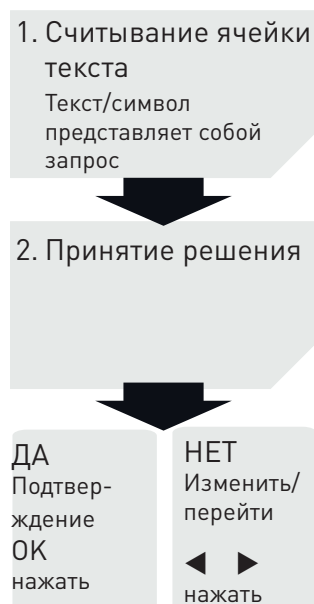 1. Считывание ячейки
текста
Текст/символ
представляет собой
запрос
2. Принятие решения
ДА
Подтвер-
ждение
OK
нажать
НЕТ
Изменить/
перейти
◀ ▶
нажать